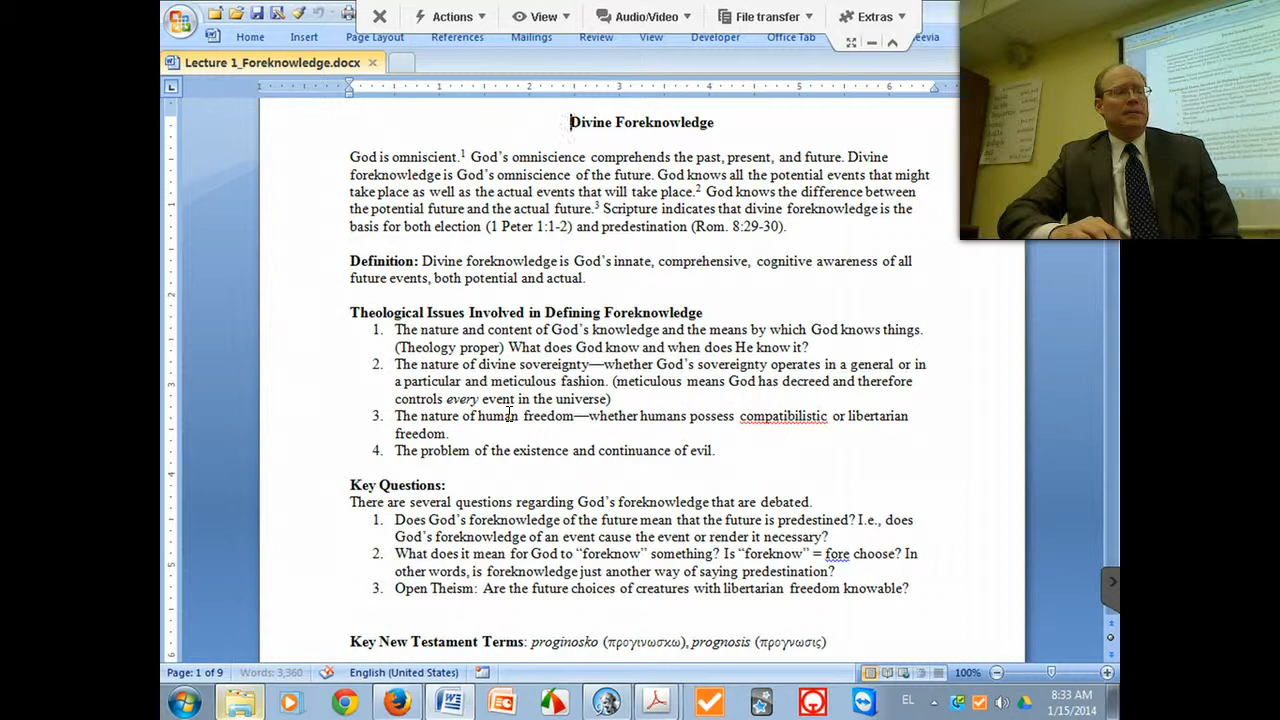 Actions
View
Audio/Video
File transfer
Extras
Home
Insert
Page Layout
References
Mailings
Review
View
Developer
Office Tab
Lecture 1_Foreknowledge.docx
Divine Foreknowledge
God is omniscient.1 God's omniscience comprehends the past, present, and future. Divine
foreknowledge is God's omniscience of the future. God knows all the potential events that might
take place as well as the actual events that will take place.2 God knows the difference between
the potential future and the actual future.3 Scripture indicates that divine foreknowledge is the
basis for both election (1 Peter 1:1-2) and predestination (Rom. 8:29-30).
Definition: Divine foreknowledge is God's innate, comprehensive, cognitive awareness of all
future events, both potential and actual.
Theological Issues Involved in Defining Foreknowledge
1. The nature and content of God's knowledge and the means by which God knows things.
(Theology proper) What does God know and when does He know it?
2. The nature of divine sovereignty—whether God's sovereignty operates in a general or in
a particular and meticulous fashion. (meticulous means God has decreed and therefore
controls every event in the universe)
3. The nature of human freedom—whether humans possess compatibilistic or libertarian
freedom.
4. The problem of the existence and continuance of evil.
Key Questions:
There are several questions regarding God's foreknowledge that are debated.
1. Does God's foreknowledge of the future mean that the future is predestined? I.e., does
God's foreknowledge of an event cause the event or render it necessary?
2. What does it mean for God to “foreknow” something? Is “foreknow” = fore choose? In
other words, is foreknowledge just another way of saying predestination?
3. Open Theism: Are the future choices of creatures with libertarian freedom knowable?
Key New Testament Terms: proginosko (προγινωσκω), prognosis (προγνωσις)
Page: 1 of 9
Words: 3,360
English (United States)
100%
EL
8:33 AM
1/15/2014